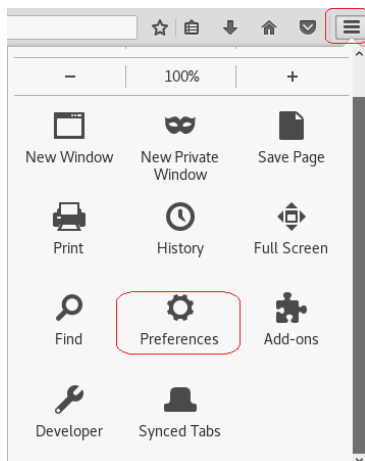 − 100% +
New Window New Private Window Save Page
Print History Full Screen
Find Preferences Add-ons
Developer Synced Tabs